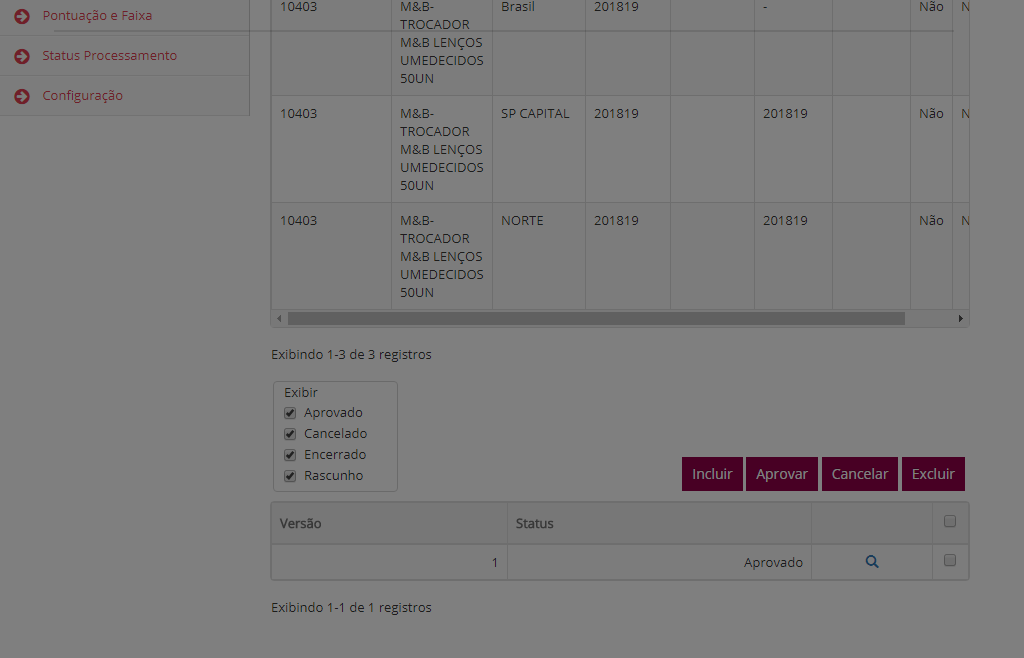 Pontuação e Faixa
Status Processamento
Configuração
10403 M&B- Brasil 201819 - Não N
TROCADOR
M&B LENÇOS
UMEDECIDOS
50UN
10403 M&B- SP CAPITAL 201819 201819 Não N
TROCADOR
M&B LENÇOS
UMEDECIDOS
50UN
10403 M&B- NORTE 201819 201819 Não N
TROCADOR
M&B LENÇOS
UMEDECIDOS
50UN
Exibindo 1-3 de 3 registros
Exibir
Aprovado
Cancelado
Encerrado
Rascunho
Incluir Aprovar Cancelar Excluir
Versão Status
1 Aprovado
Exibindo 1-1 de 1 registros